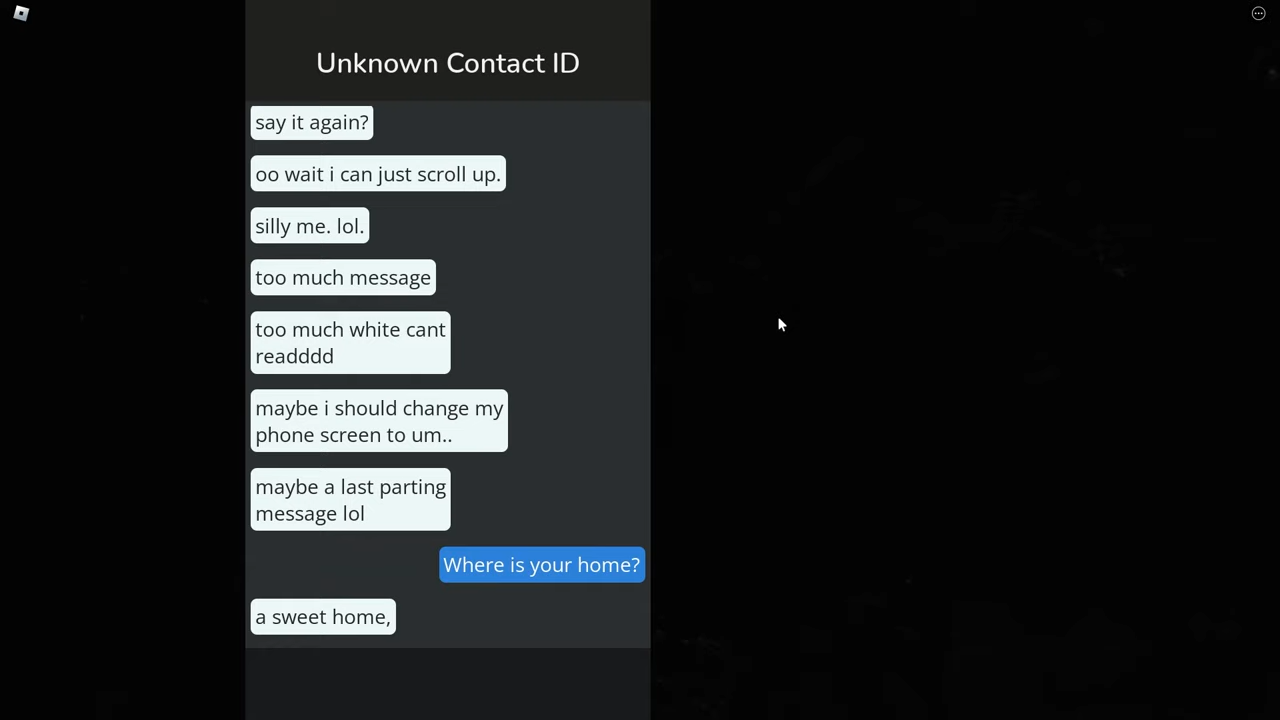 Unknown Contact ID
say it again?
oo wait i can just scroll up.
silly me. lol.
too much message
too much white cant
readddd
maybe i should change my
phone screen to um..
maybe a last parting
message lol
Where is your home?
a sweet home,